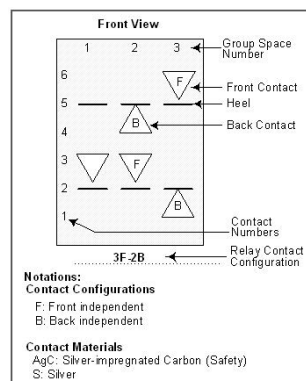 Front View
1 2 3
Group Space
Number
6
F
Front Contact
5
Heel
B
Back Contact
4
3
F
2
B
1
Contact
Numbers
3F-2B
Relay Contact
Configuration
Notations:
Contact Configurations
F: Front independent
B: Back independent
Contact Materials
AgC: Silver-impregnated Carbon (Safety)
S: Silver